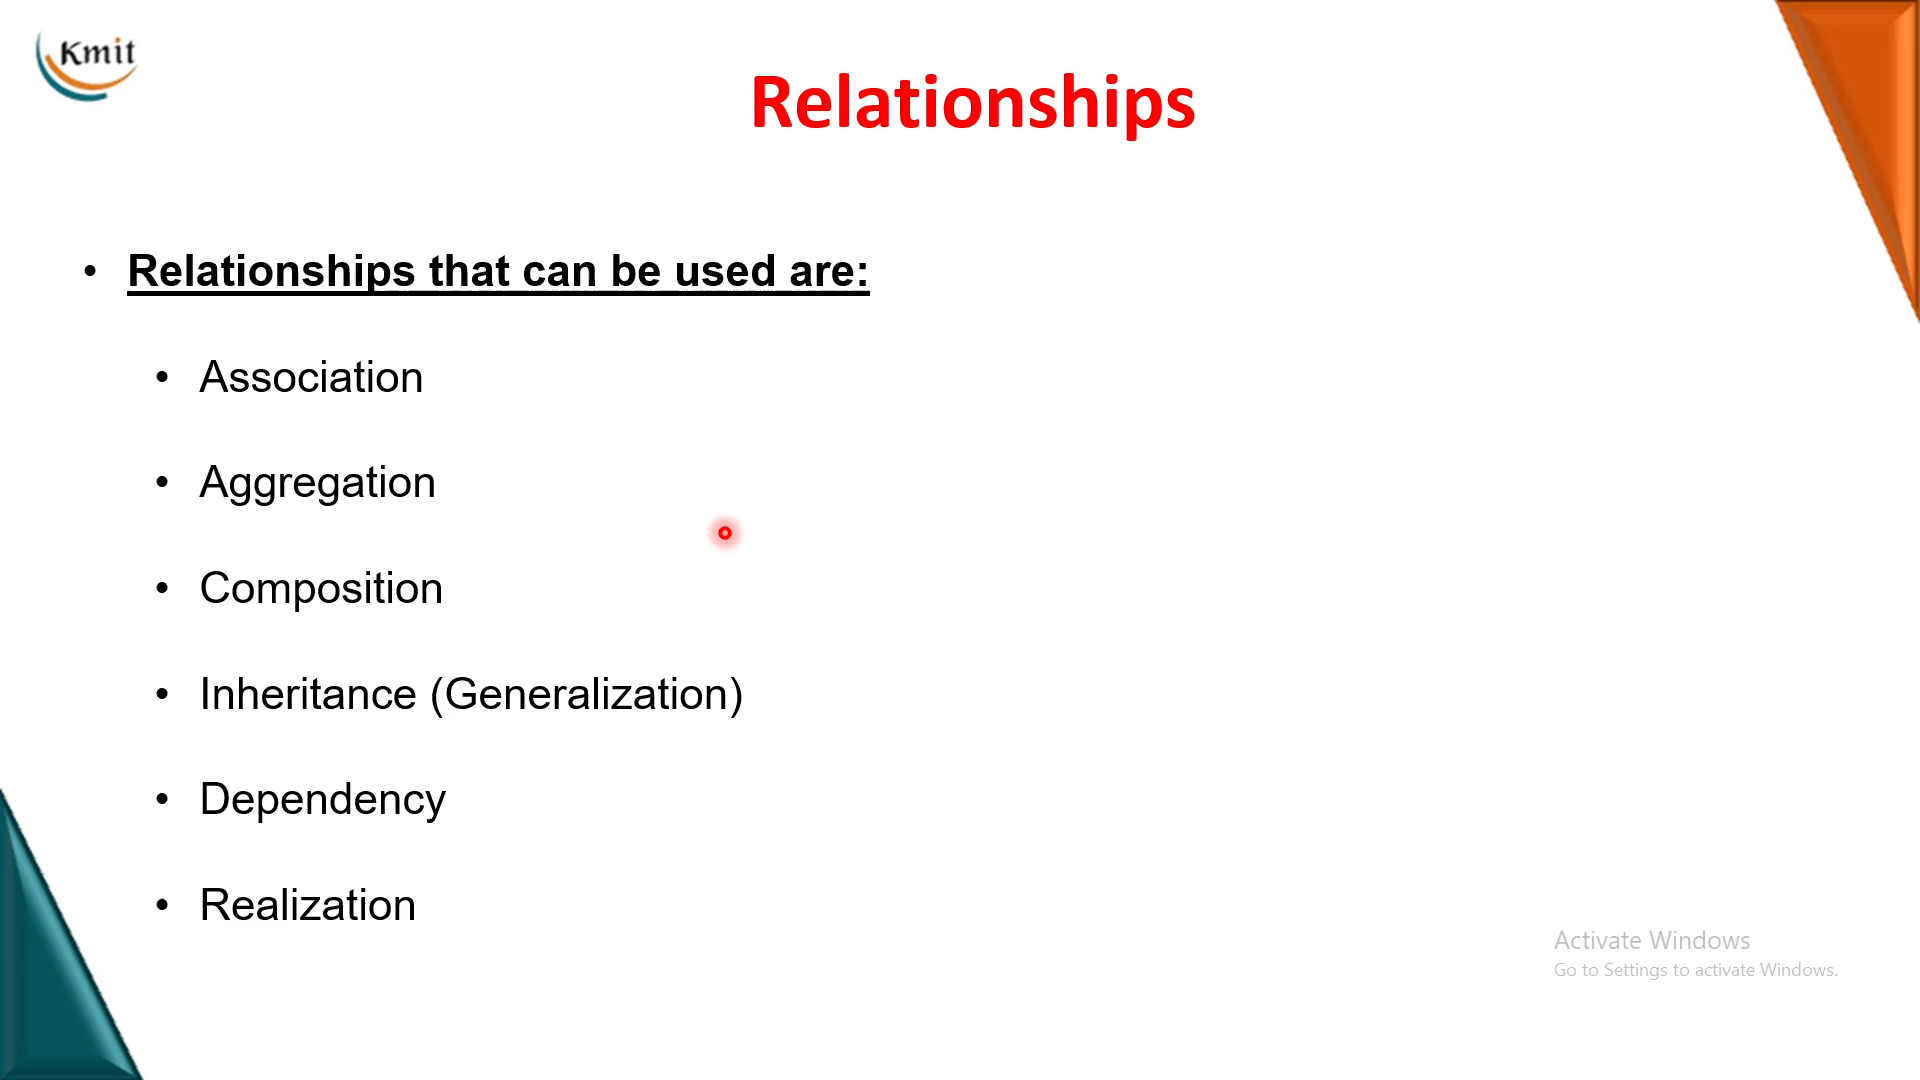 Kmit
Relationships
• Relationships that can be used are:
• Association
• Aggregation
• Composition
• Inheritance (Generalization)
• Dependency
• Realization
Activate Windows
Go to Settings to activate Windows.